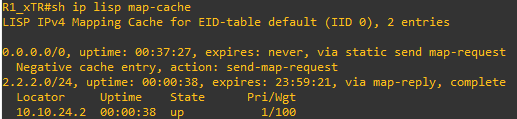 R1_xTR#sh ip lisp map-cache
LISP IPv4 Mapping Cache for EID-table default (IID 0), 2 entries
0.0.0.0/0, uptime: 00:37:27, expires: never, via static send map-request
Negative cache entry, action: send-map-request
2.2.2.0/24, uptime: 00:00:38, expires: 23:59:21, via map-reply, complete
Locator Uptime State Pri/Wgt
10.10.24.2 00:00:38 up 1/100